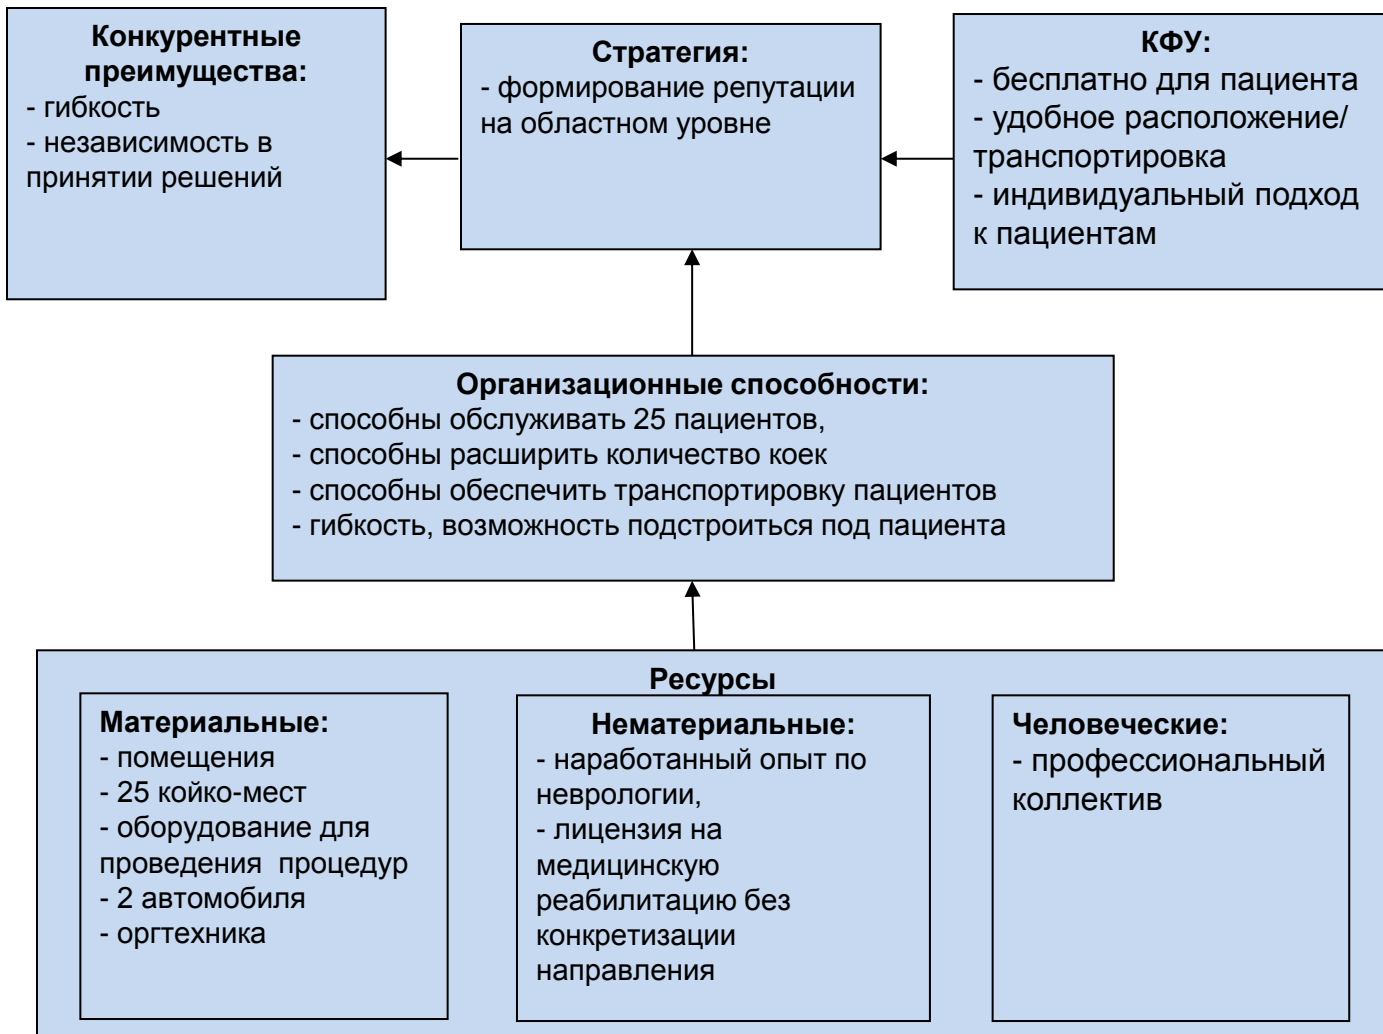 Конкурентные
преимущества:
- гибкость
- независимость в
принятии решений
Стратегия:
- формирование репутации
на областном уровне
КФУ:
- бесплатно для пациента
- удобное расположение/
транспортировка
- индивидуальный подход
к пациентам
Организационные способности:
- способны обслуживать 25 пациентов,
- способны расширить количество коек
- способны обеспечить транспортировку пациентов
- гибкость, возможность подстроиться под пациента
Ресурсы
Материальные:
- помещения
- 25 койко-мест
- оборудование для
проведения процедур
- 2 автомобиля
- оргтехника
Нематериальные:
- наработанный опыт по
неврологии,
- лицензия на
медицинскую
реабилитацию без
конкретизации
направления
Человеческие:
- профессиональный
коллектив